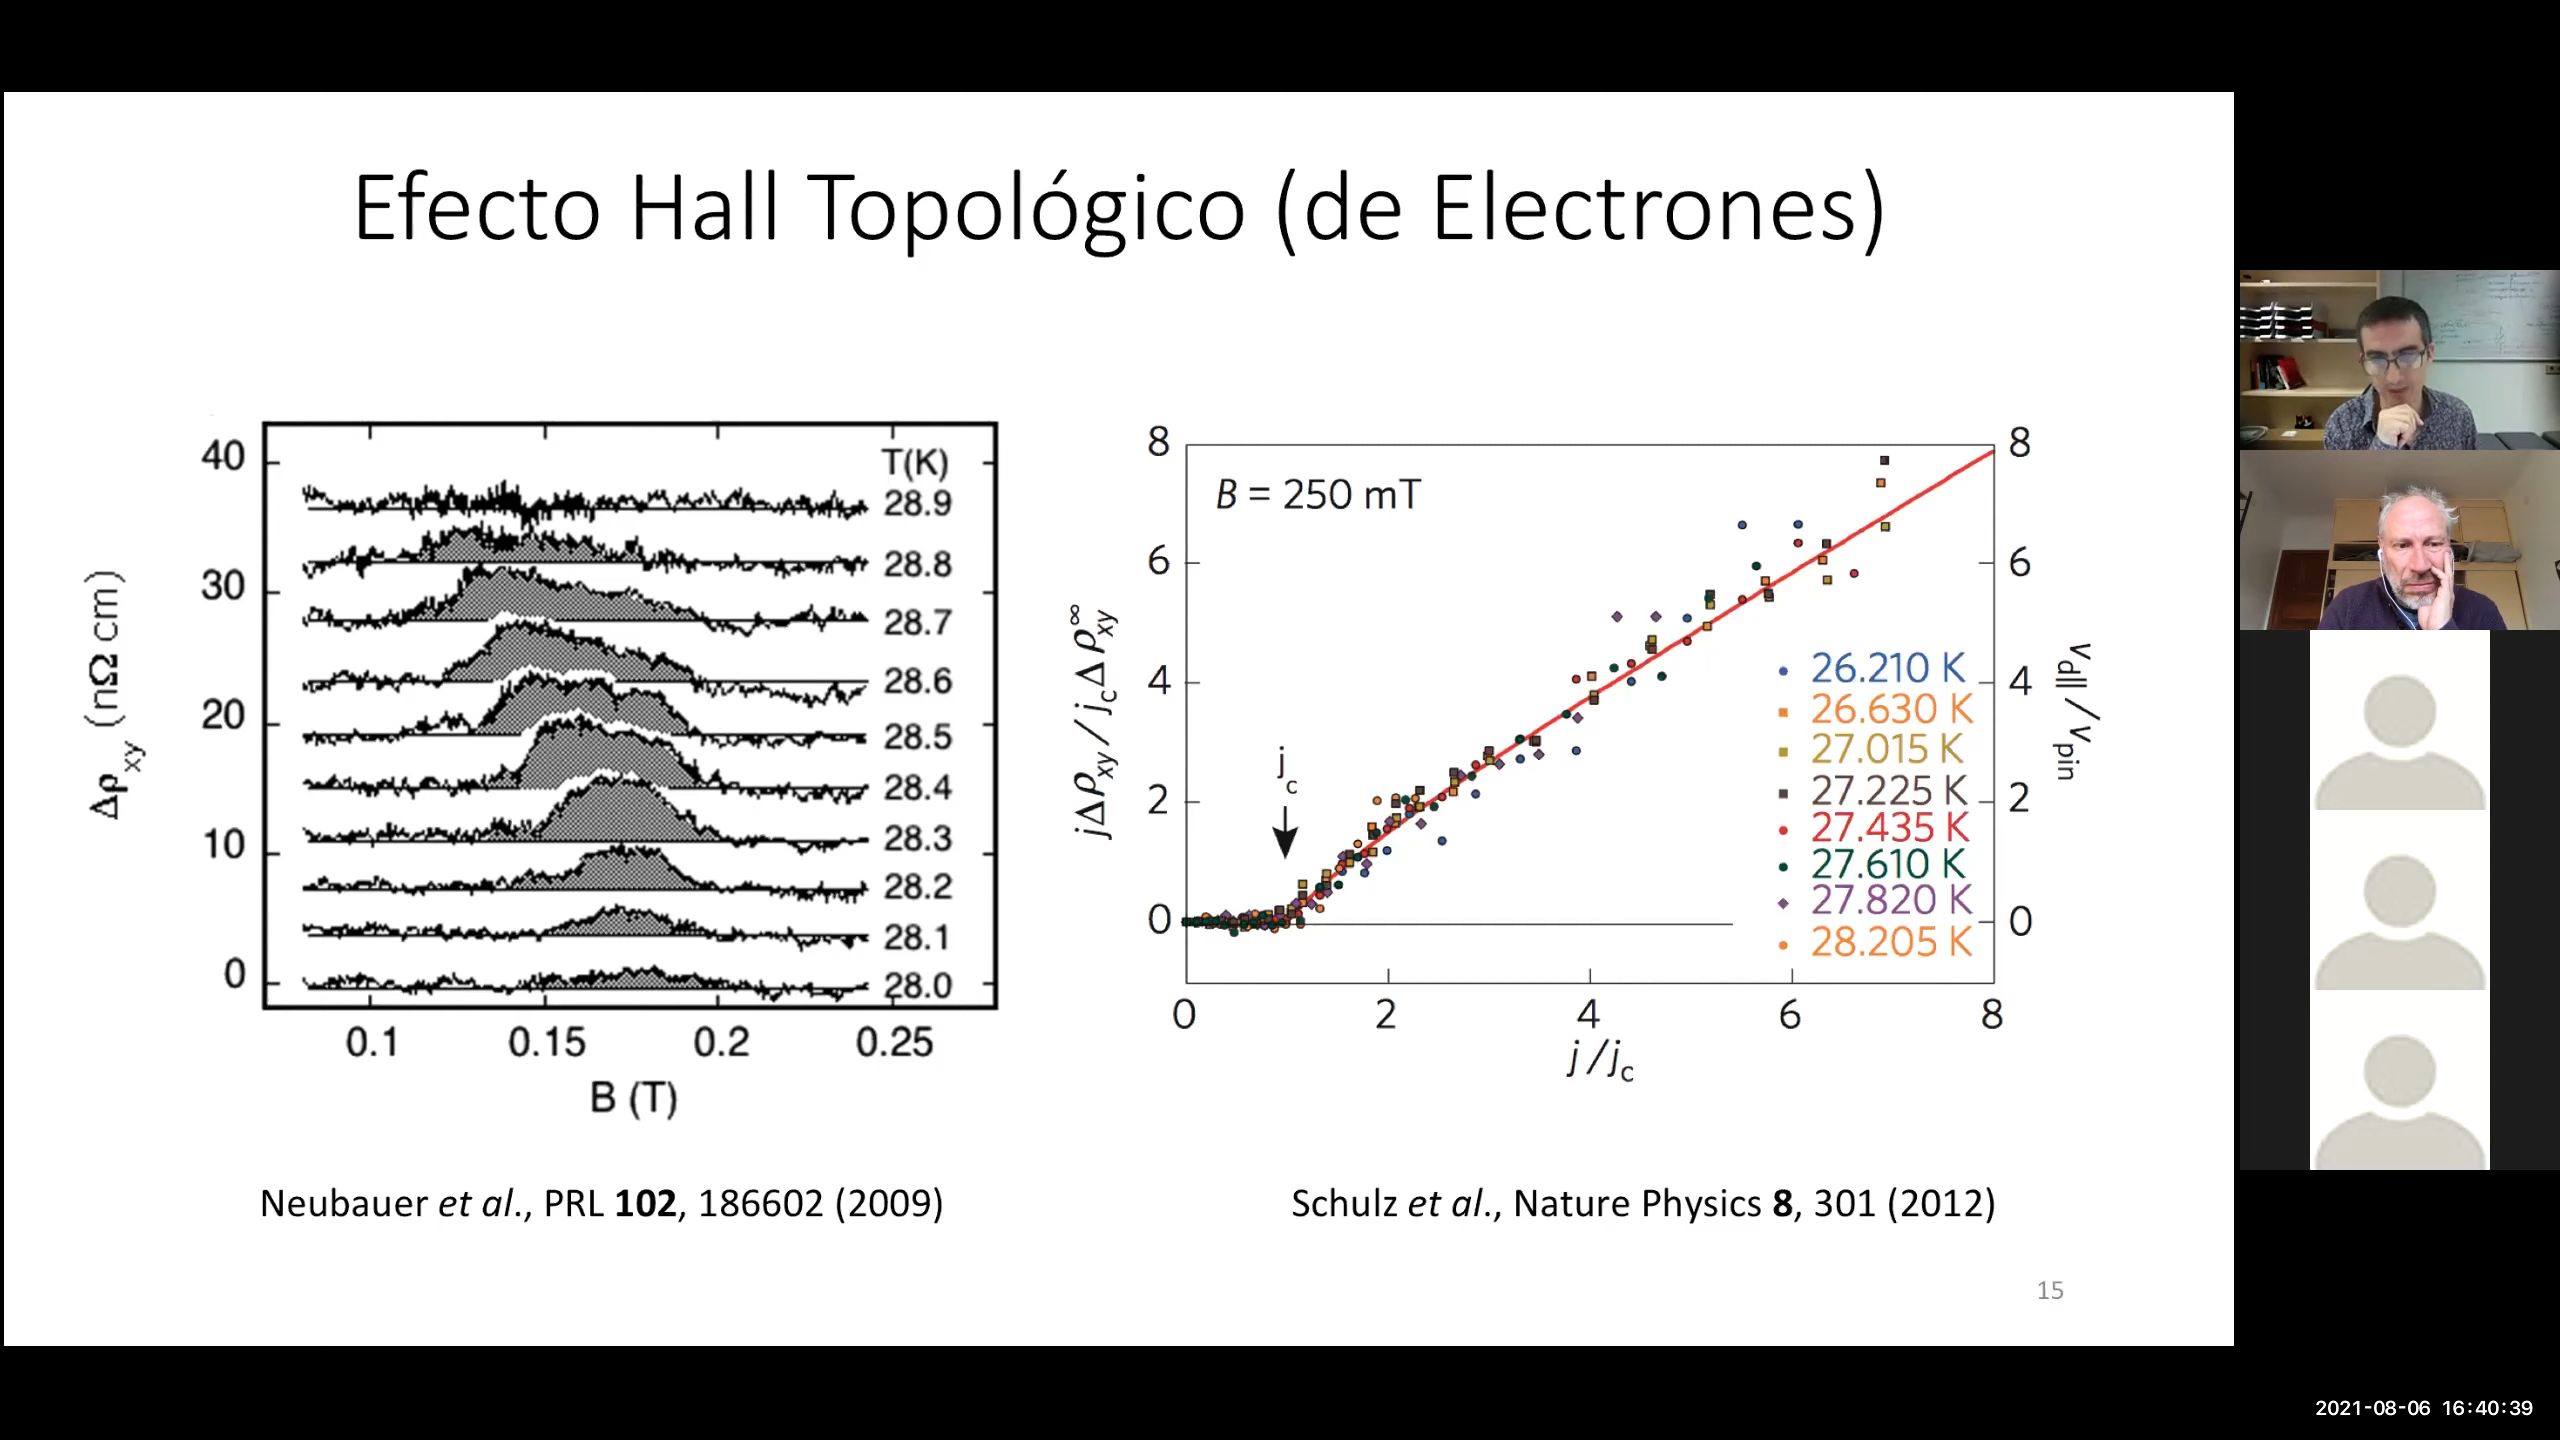 Efecto Hall Topológico (de Electrones)
40
30
20
10
0
Δρxy (nΩ cm)
T(K)
28.9
28.8
28.7
28.6
28.5
28.4
28.3
28.2
28.1
28.0
0.1 0.15 0.2 0.25
B (T)
Neubauer et al., PRL 102, 186602 (2009)
8
6
4
2
0
jΔρxy / jcΔρxy∞
B = 250 mT
jc
26.210 K
26.630 K
27.015 K
27.225 K
27.435 K
27.610 K
27.820 K
28.205 K
8
6
4
2
0
vd|| / vpin
0 2 4 6 8
j / jc
Schulz et al., Nature Physics 8, 301 (2012)
15
2021-08-06 16:40:39